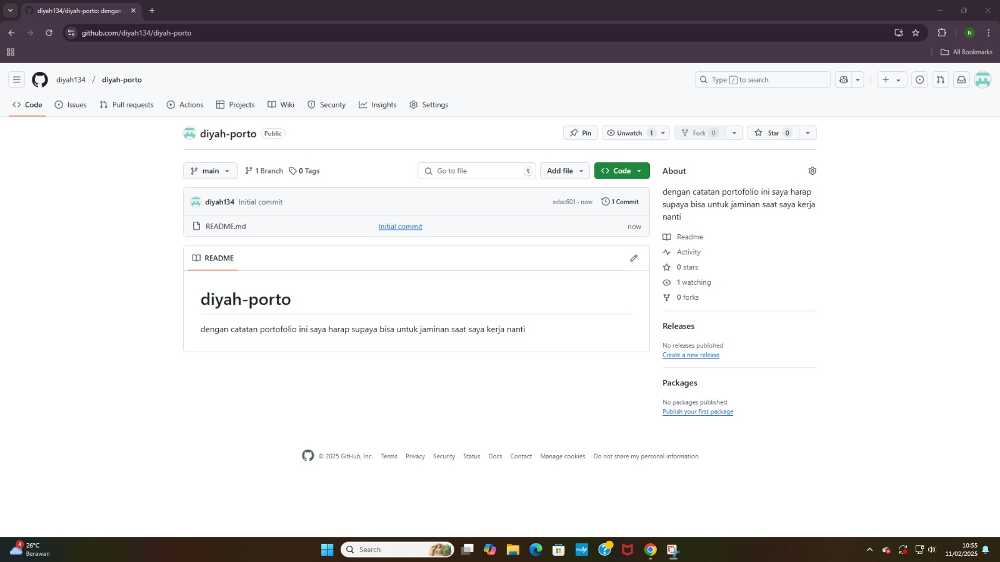 diyah134/diyah-porto: dengan
github.com/diyah134/diyah-porto
N
All Bookmarks
diyah134 / diyah-porto
Type / to search
Code Issues Pull requests Actions Projects Wiki Security Insights Settings
diyah-porto Public
Pin Unwatch 1 Fork 0 Star 0
main 1 Branch 0 Tags Go to file t Add file Code
diyah134 Initial commit edac601 · now 1 Commit
README.md Initial commit now
README
diyah-porto
dengan catatan portofolio ini saya harap supaya bisa untuk jaminan saat saya kerja nanti
About
dengan catatan portofolio ini saya harap
supaya bisa untuk jaminan saat saya kerja
nanti
Readme
Activity
0 stars
1 watching
0 forks
Releases
No releases published
Create a new release
Packages
No packages published
Publish your first package
© 2025 GitHub, Inc. Terms Privacy Security Status Docs Contact Manage cookies Do not share my personal information
4
26°C
Berawan
Search
myhp
10:55
11/02/2025